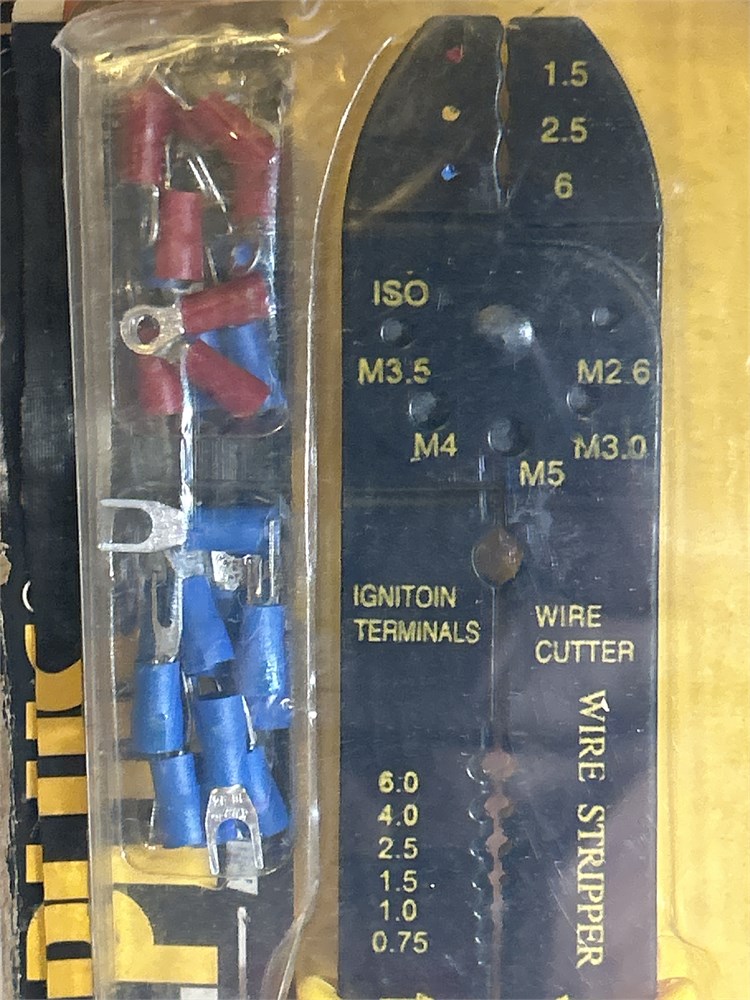 1.5
2.5
6
ISO
M3.5
M2.6
M4
M3.0
M5
IGNITOIN
TERMINALS
WIRE
CUTTER
WIRE STRIPPER
6.0
4.0
2.5
1.5
1.0
0.75